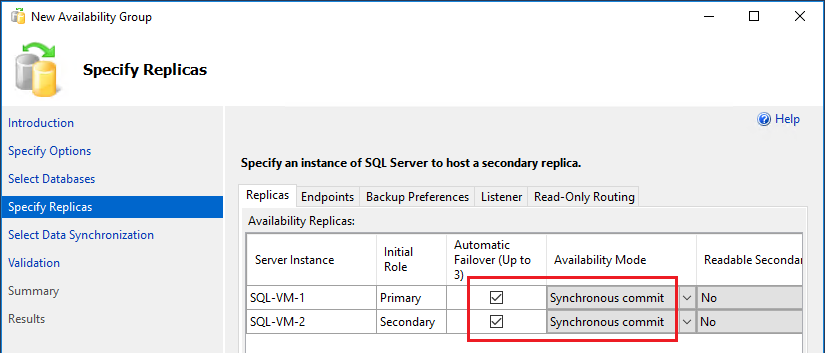 New Availability Group
Specify Replicas
Introduction
Specify Options
Select Databases
Specify Replicas
Select Data Synchronization
Validation
Summary
Results
Help
Specify an instance of SQL Server to host a secondary replica.
Replicas Endpoints Backup Preferences Listener Read-Only Routing
Availability Replicas:
Server Instance Initial Role Automatic Failover (Up to 3) Availability Mode Readable Secondar
SQL-VM-1 Primary Synchronous commit No
SQL-VM-2 Secondary Synchronous commit No